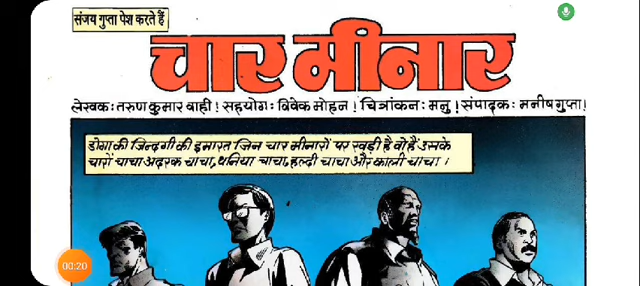 संजय गुप्ता पेश करते हैं
चार मीनार
लेखक: तरुण कुमार वाही! सहयोग: विवेक मोहन! चित्रांकन: मनु! संपादक: मनीष गुप्ता!
डोगा की जिन्दगी की इमारत जिन चार मीनारों पर खड़ी है वो हैं उसके
चारों चाचा अदरक चाचा, धनिया चाचा, हल्दी चाचा और काली चाचा।
00:20